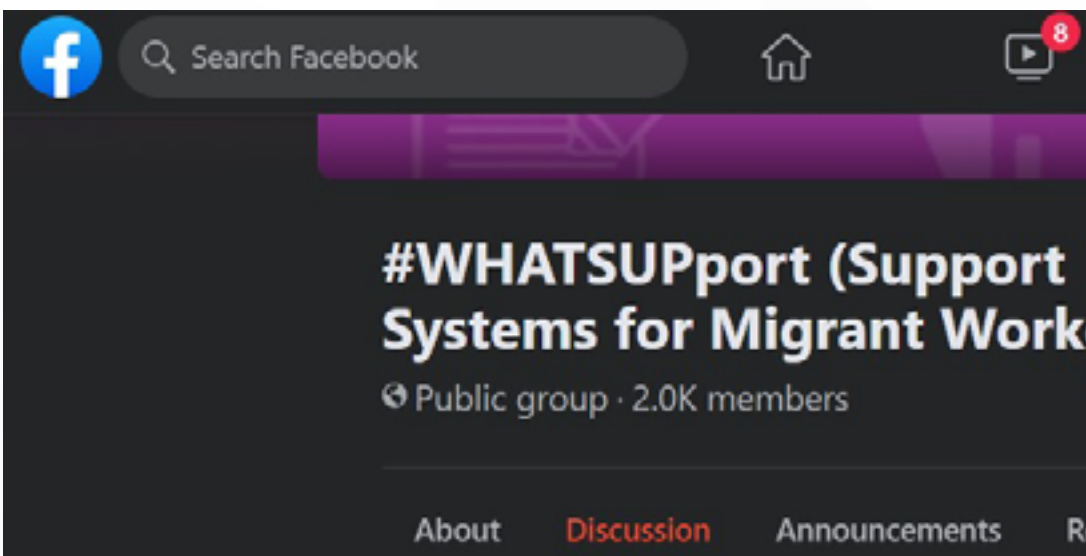 Search Facebook
8
#WHATSUPport (Support
Systems for Migrant Work
Public group · 2.0K members
About Discussion Announcements R